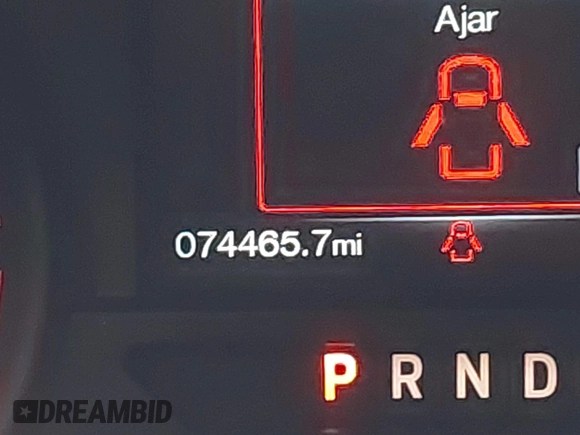 Ajar
074465.7mi
P R N D
DREAMBID